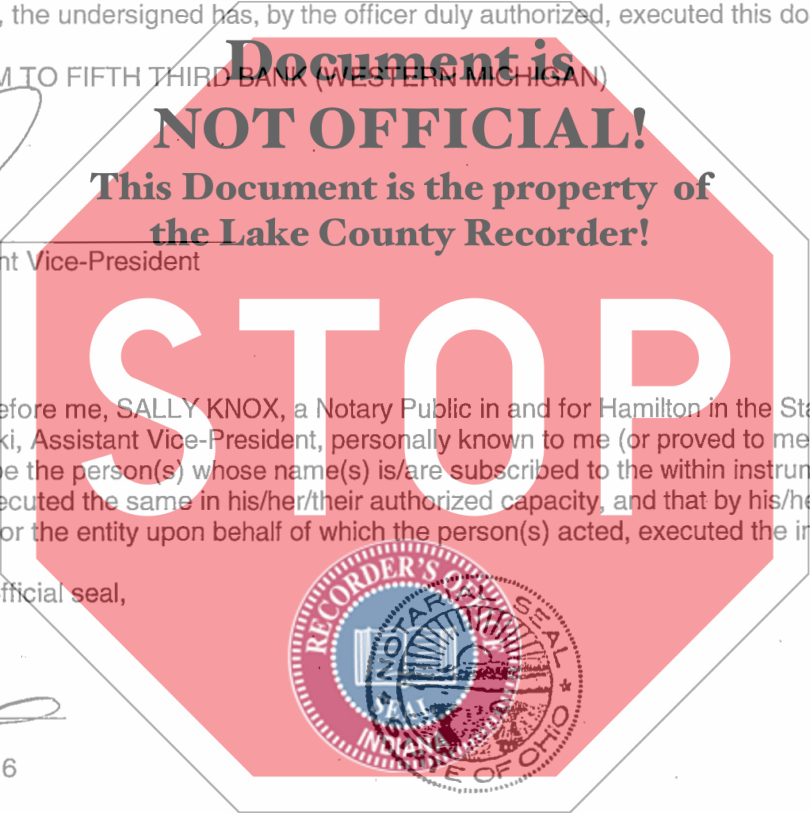 , the undersigned has, by the officer duly authorized, executed this do
Document is
M TO FIFTH THIRD BANK (WESTERN MICHIGAN)
NOT OFFICIAL!
This Document is the property of
the Lake County Recorder!
nt Vice-President
STOP
efore me, SALLY KNOX, a Notary Public in and for Hamilton in the Sta
ki, Assistant Vice-President, personally known to me (or proved to me
be the person(s) whose name(s) is/are subscribed to the within instrun
ecuted the same in his/her/their authorized capacity, and that by his/he
or the entity upon behalf of which the person(s) acted, executed the in
fficial seal,
RECORDER'S OFFICE
SEAL
INDIANA
NOTARIAL SEAL
STATE OF OHIO
6